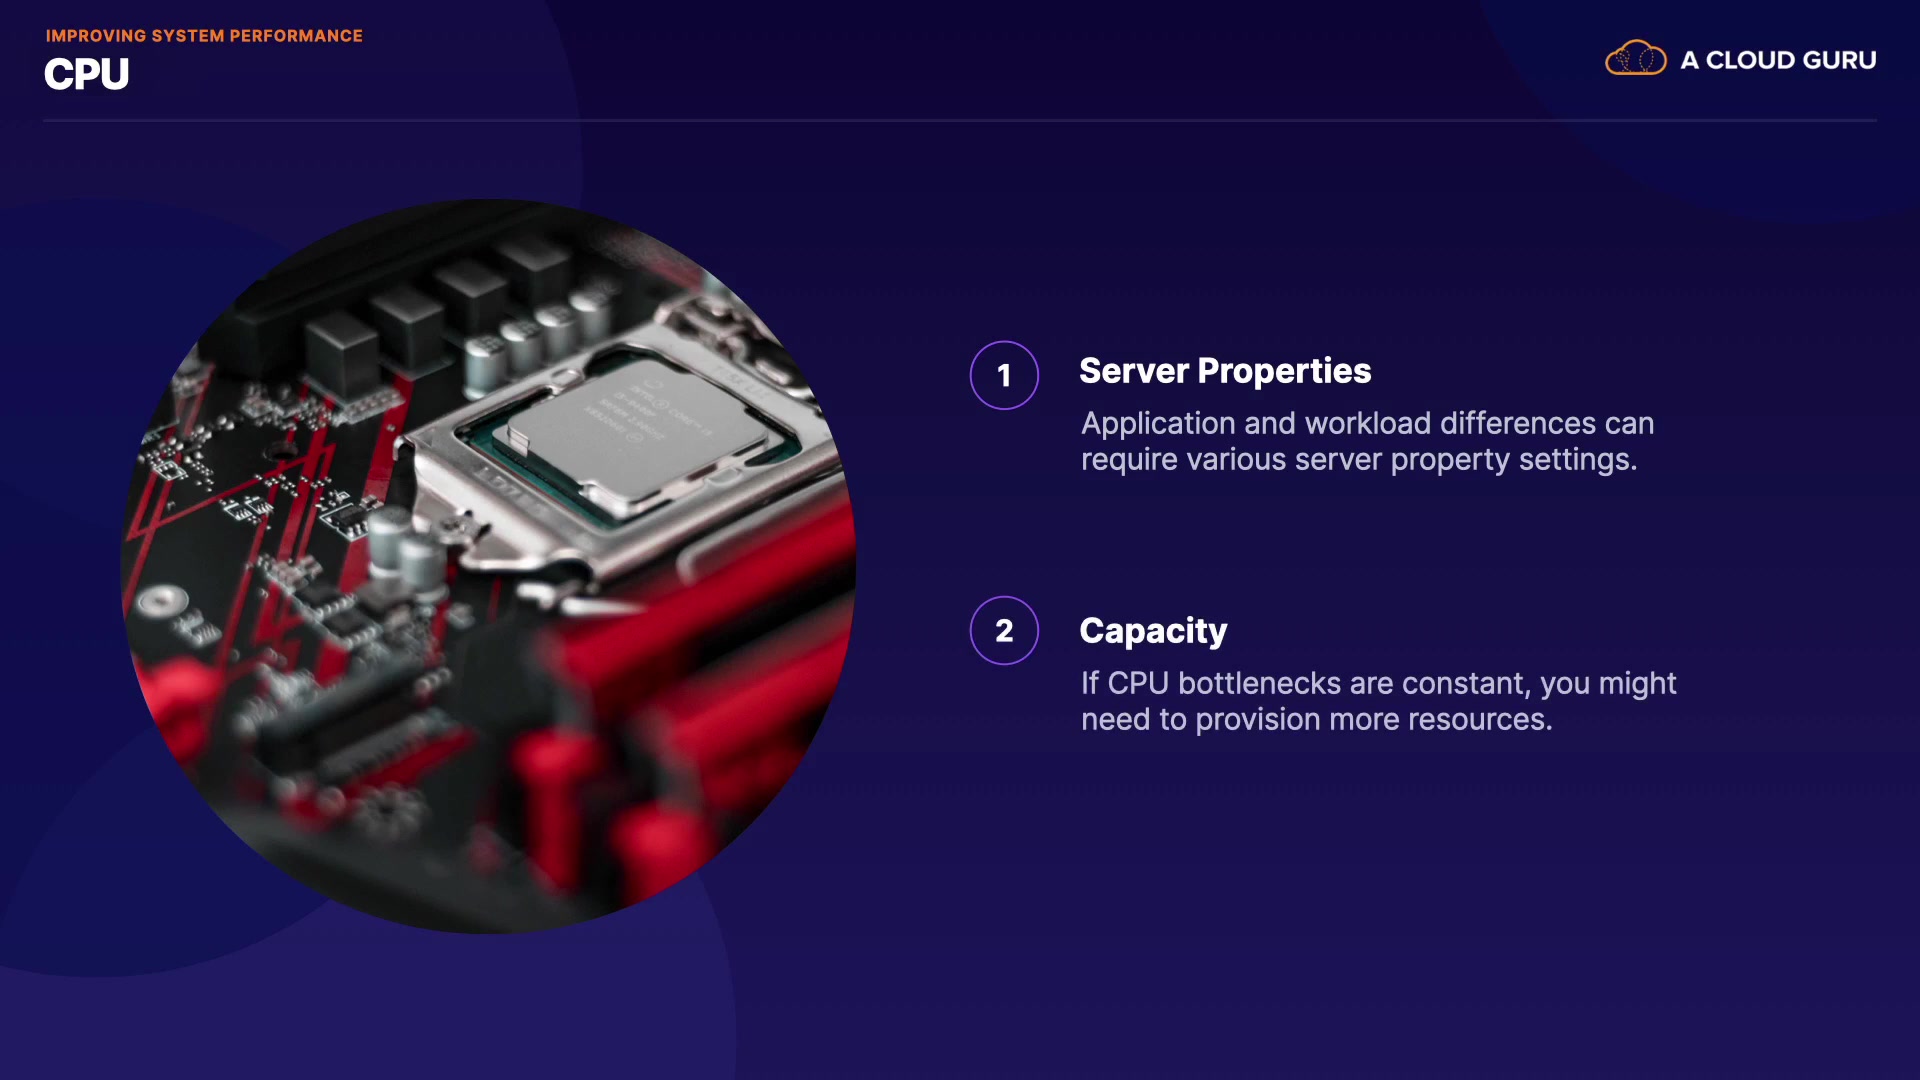 IMPROVING SYSTEM PERFORMANCE
CPU
A CLOUD GURU
1
Server Properties
Application and workload differences can
require various server property settings.
2
Capacity
If CPU bottlenecks are constant, you might
need to provision more resources.